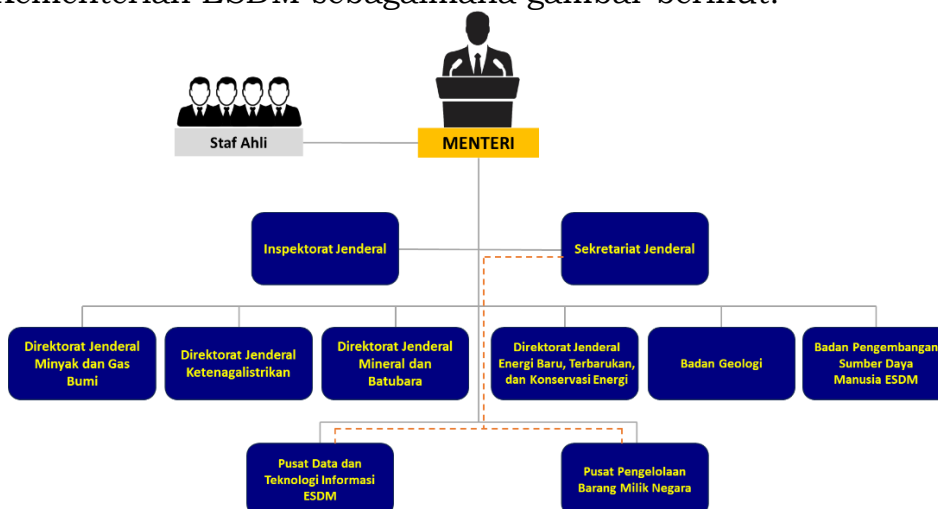 Kementerian ESDM sebagaimana gambar berikut:
Staf Ahli
MENTERI
Inspektorat Jenderal
Sekretariat Jenderal
Direktorat Jenderal
Minyak dan Gas
Bumi
Direktorat Jenderal
Ketenagalistrikan
Direktorat Jenderal
Mineral dan
Batubara
Direktorat Jenderal
Energi Baru, Terbarukan,
dan Konservasi Energi
Badan Geologi
Badan Pengembangan
Sumber Daya
Manusia ESDM
Pusat Data dan
Teknologi Informasi
ESDM
Pusat Pengelolaan
Barang Milik Negara